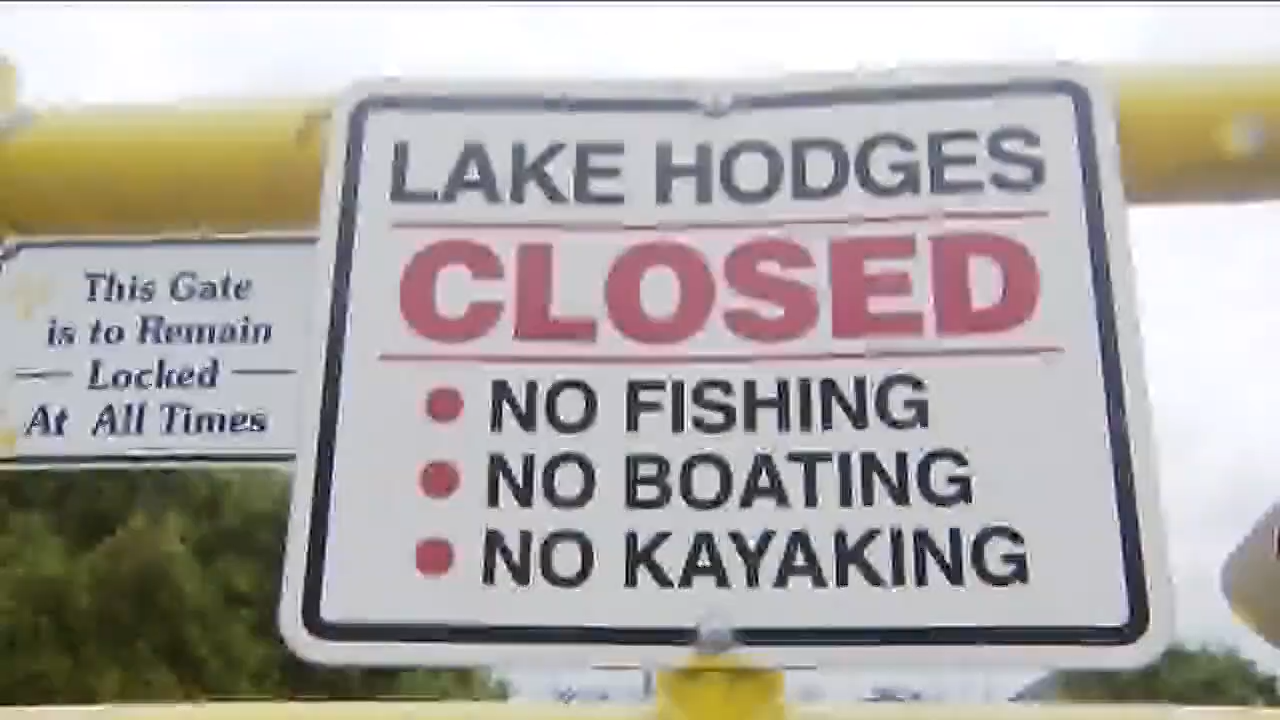 This Gate
is to Remain
Locked
At All Times
LAKE HODGES
CLOSED
• NO FISHING
• NO BOATING
• NO KAYAKING